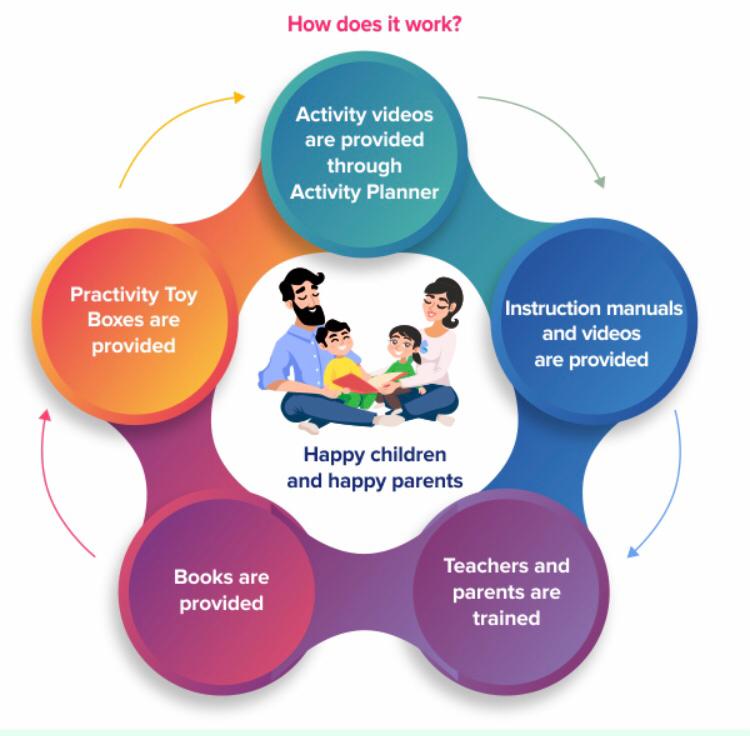 How does it work?
Activity videos
are provided
through
Activity Planner
Instruction manuals
and videos
are provided
Teachers and
parents are
trained
Books are
provided
Practivity Toy
Boxes are
provided
Happy children
and happy parents